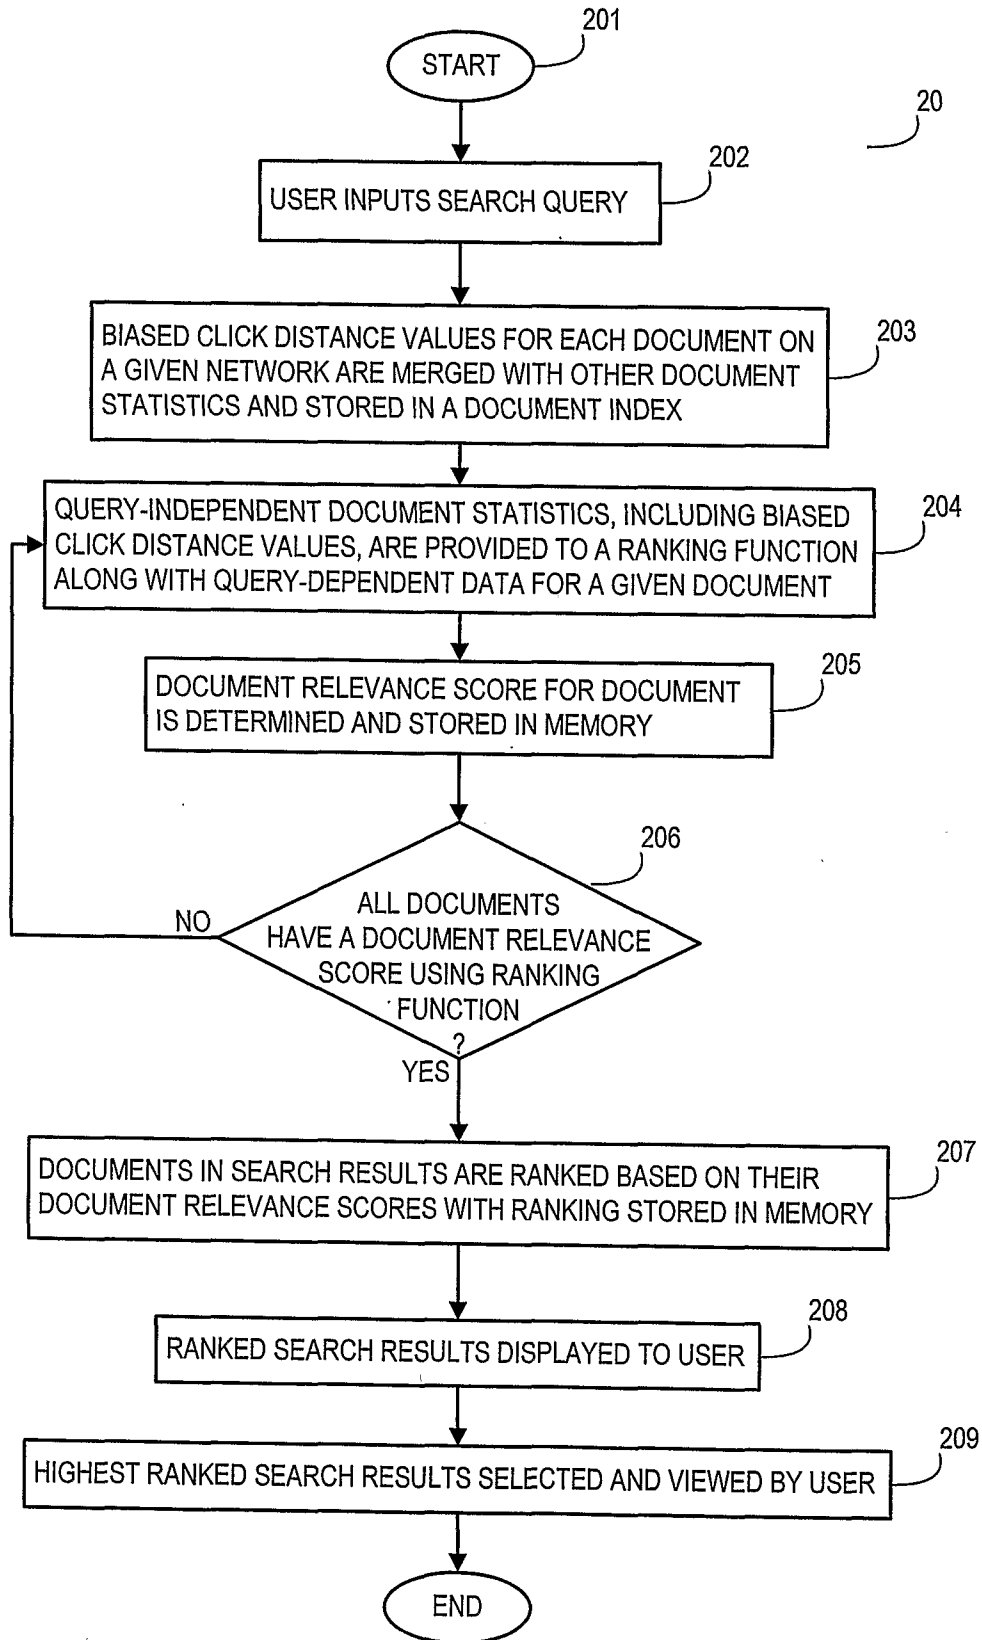 201
START
20
202
USER INPUTS SEARCH QUERY
203
BIASED CLICK DISTANCE VALUES FOR EACH DOCUMENT ON
A GIVEN NETWORK ARE MERGED WITH OTHER DOCUMENT
STATISTICS AND STORED IN A DOCUMENT INDEX
204
QUERY-INDEPENDENT DOCUMENT STATISTICS, INCLUDING BIASED
CLICK DISTANCE VALUES, ARE PROVIDED TO A RANKING FUNCTION
ALONG WITH QUERY-DEPENDENT DATA FOR A GIVEN DOCUMENT
205
DOCUMENT RELEVANCE SCORE FOR DOCUMENT
IS DETERMINED AND STORED IN MEMORY
206
ALL DOCUMENTS
HAVE A DOCUMENT RELEVANCE
SCORE USING RANKING
FUNCTION
?
NO
YES
207
DOCUMENTS IN SEARCH RESULTS ARE RANKED BASED ON THEIR
DOCUMENT RELEVANCE SCORES WITH RANKING STORED IN MEMORY
208
RANKED SEARCH RESULTS DISPLAYED TO USER
209
HIGHEST RANKED SEARCH RESULTS SELECTED AND VIEWED BY USER
END